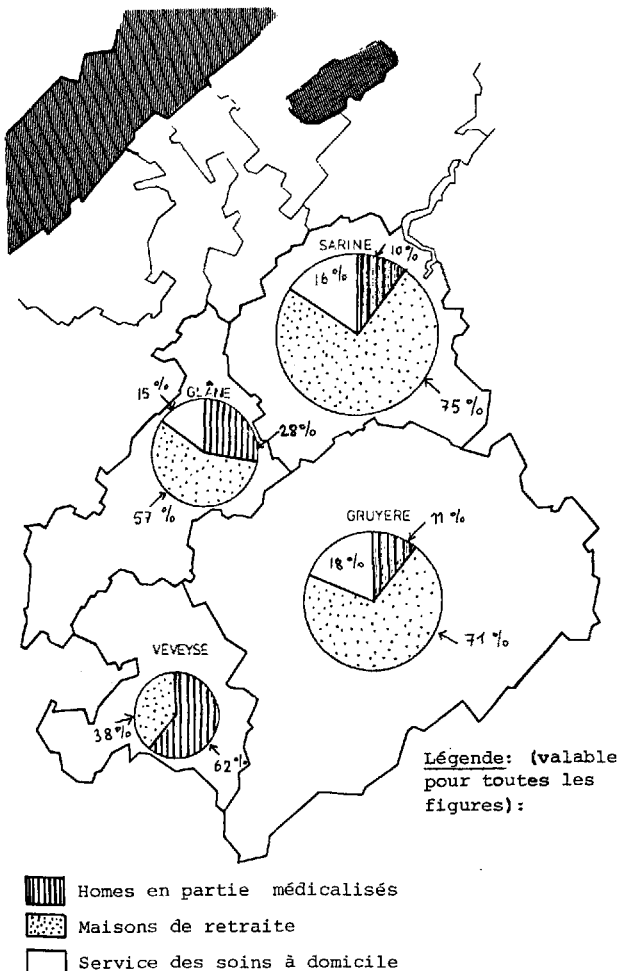 SARINE
10%
16%
75%
GLÂNE
15%
28%
57%
GRUYERE
11%
18%
71%
VEVEYSE
38%
62%
Légende: (valable
pour toutes les
figures):
Homes en partie médicalisés
Maisons de retraite
Service des soins à domicile